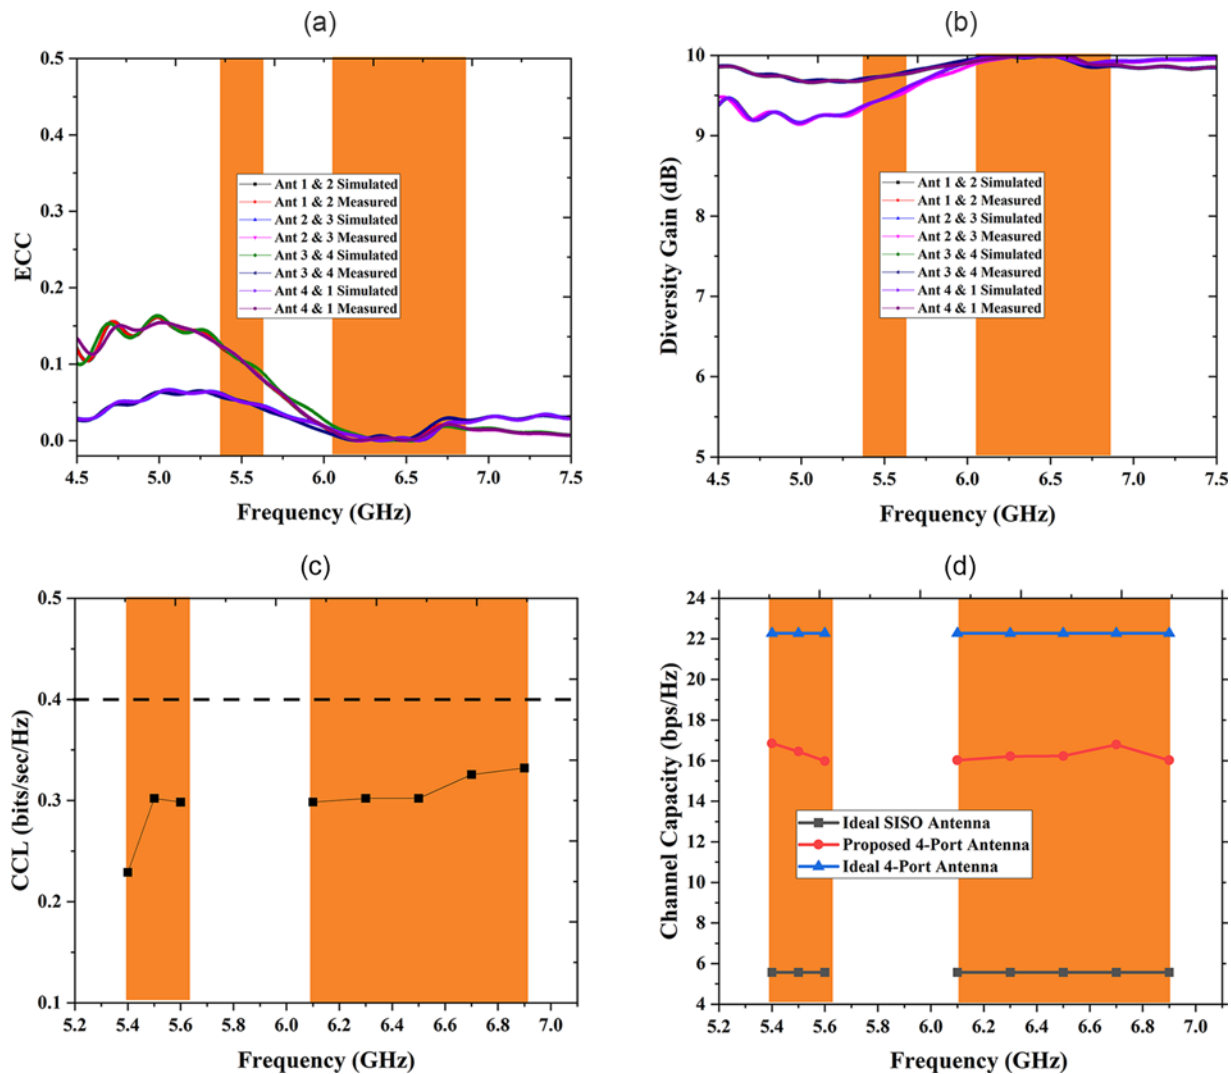 (a)
0.5
0.4
0.3
0.2
0.1
0.0
ECC
Ant 1 & 2 Simulated
Ant 1 & 2 Measured
Ant 2 & 3 Simulated
Ant 2 & 3 Measured
Ant 3 & 4 Simulated
Ant 3 & 4 Measured
Ant 4 & 1 Simulated
Ant 4 & 1 Measured
4.5 5.0 5.5 6.0 6.5 7.0 7.5
Frequency (GHz)
(b)
10
9
8
7
6
5
Diversity Gain (dB)
Ant 1 & 2 Simulated
Ant 1 & 2 Measured
Ant 2 & 3 Simulated
Ant 2 & 3 Measured
Ant 3 & 4 Simulated
Ant 3 & 4 Measured
Ant 4 & 1 Simulated
Ant 4 & 1 Measured
4.5 5.0 5.5 6.0 6.5 7.0 7.5
Frequency (GHz)
(c)
0.5
0.4
0.3
0.2
0.1
CCL (bits/sec/Hz)
5.2 5.4 5.6 5.8 6.0 6.2 6.4 6.6 6.8 7.0
Frequency (GHz)
(d)
24
22
20
18
16
14
12
10
8
6
4
Channel Capacity (bps/Hz)
Ideal SISO Antenna
Proposed 4-Port Antenna
Ideal 4-Port Antenna
5.2 5.4 5.6 5.8 6.0 6.2 6.4 6.6 6.8 7.0
Frequency (GHz)